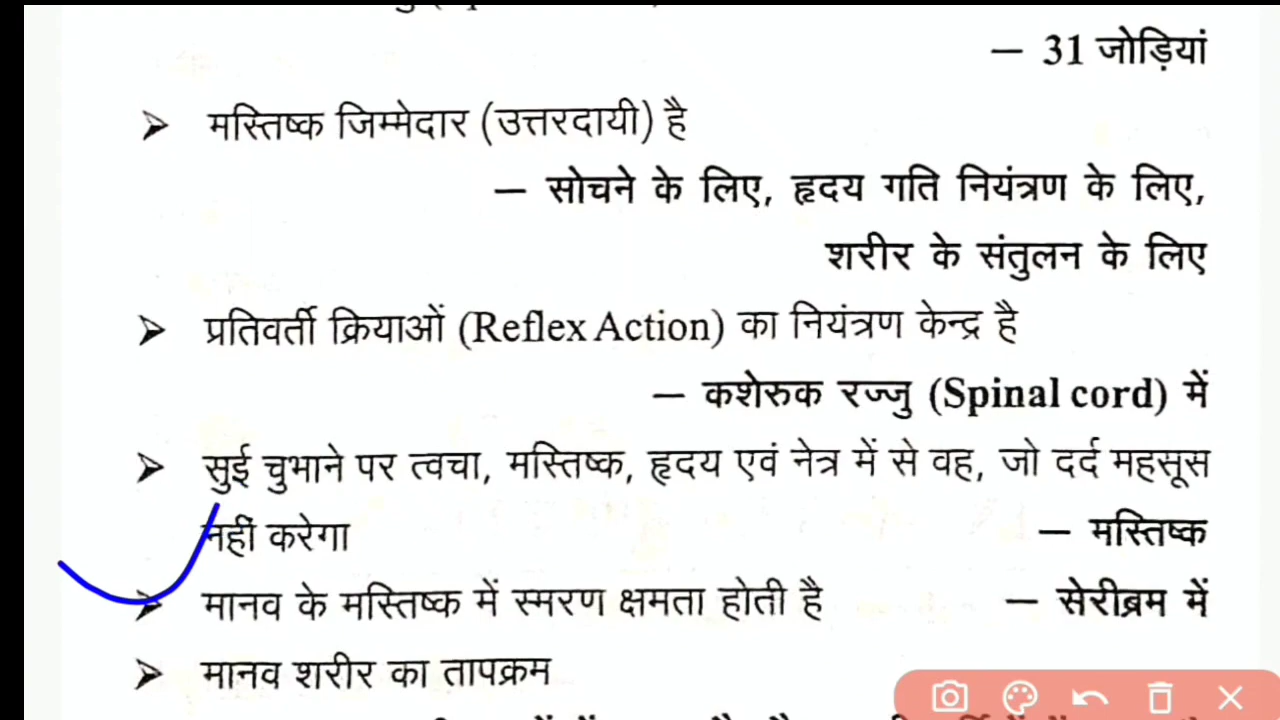 – 31 जोड़ियां
➢ मस्तिष्क जिम्मेदार (उत्तरदायी) है
– सोचने के लिए, हृदय गति नियंत्रण के लिए,
शरीर के संतुलन के लिए
➢ प्रतिवर्ती क्रियाओं (Reflex Action) का नियंत्रण केन्द्र है
– कशेरुक रज्जु (Spinal cord) में
➢ सुई चुभाने पर त्वचा, मस्तिष्क, हृदय एवं नेत्र में से वह, जो दर्द महसूस
नहीं करेगा – मस्तिष्क
➢ मानव के मस्तिष्क में स्मरण क्षमता होती है – सेरीब्रम में
➢ मानव शरीर का तापक्रम